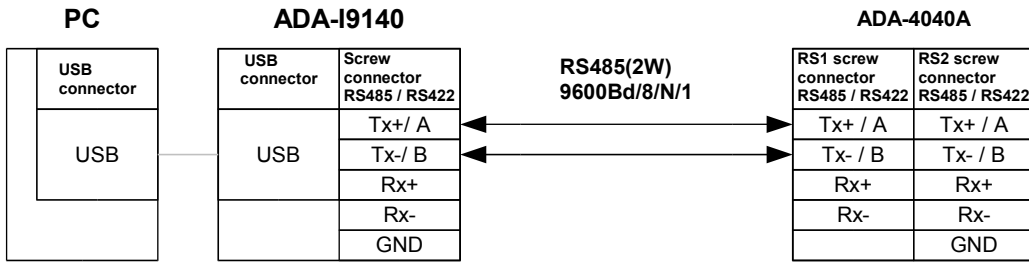 PC
ADA-I9140
ADA-4040A
USB
connector
USB
connector
Screw
connector
RS485 / RS422
RS485(2W)
9600Bd/8/N/1
RS1 screw
connector
RS485 / RS422
RS2 screw
connector
RS485 / RS422
USB
USB
Tx+/ A
Tx-/ B
Rx+
Rx-
GND
Tx+ / A
Tx- / B
Rx+
Rx-
Tx+ / A
Tx- / B
Rx+
Rx-
GND